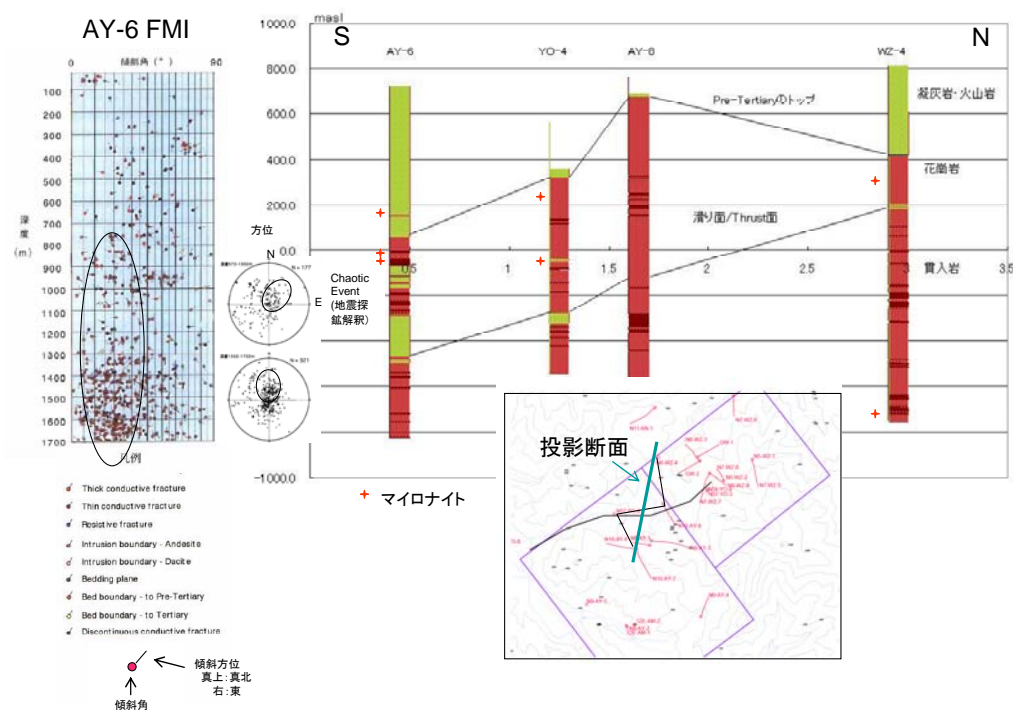 AY-6 FMI
0 傾斜角(°) 90
100
200
300
400
500
600
700
800
900
1000
1100
1200
1300
1400
1500
1600
1700
深度
(m)
凡例
Thick conductive fracture
Thin conductive fracture
Resistive fracture
Intrusion boundary - Andesite
Intrusion boundary - Dacite
Bedding plane
Bed boundary - to Pre-Tertiary
Bed boundary - to Tertiary
Discontinuous conductive fracture
傾斜方位
真上:真北
右:東
傾斜角
方位
N
N = 177
E
N = 321
Chaotic
Event
(地震探
鉱解釈)
masl
S
N
1000.0
800.0
600.0
400.0
200.0
0.0
-1000.0
0.5
1
1.5
2
2.5
3
3.5
AY-6
YO-4
AY-8
WZ-4
Pre-Tertiaryのトップ
滑り面/Thrust面
凝灰岩・火山岩
花崗岩
貫入岩
マイロナイト
投影断面